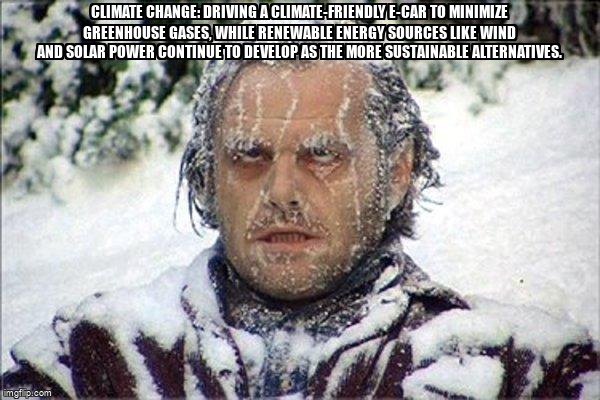 CLIMATE CHANGE: DRIVING A CLIMATE-FRIENDLY E-CAR TO MINIMIZE
GREENHOUSE GASES, WHILE RENEWABLE ENERGY SOURCES LIKE WIND
AND SOLAR POWER CONTINUE TO DEVELOP AS THE MORE SUSTAINABLE ALTERNATIVES.
imgflip.com